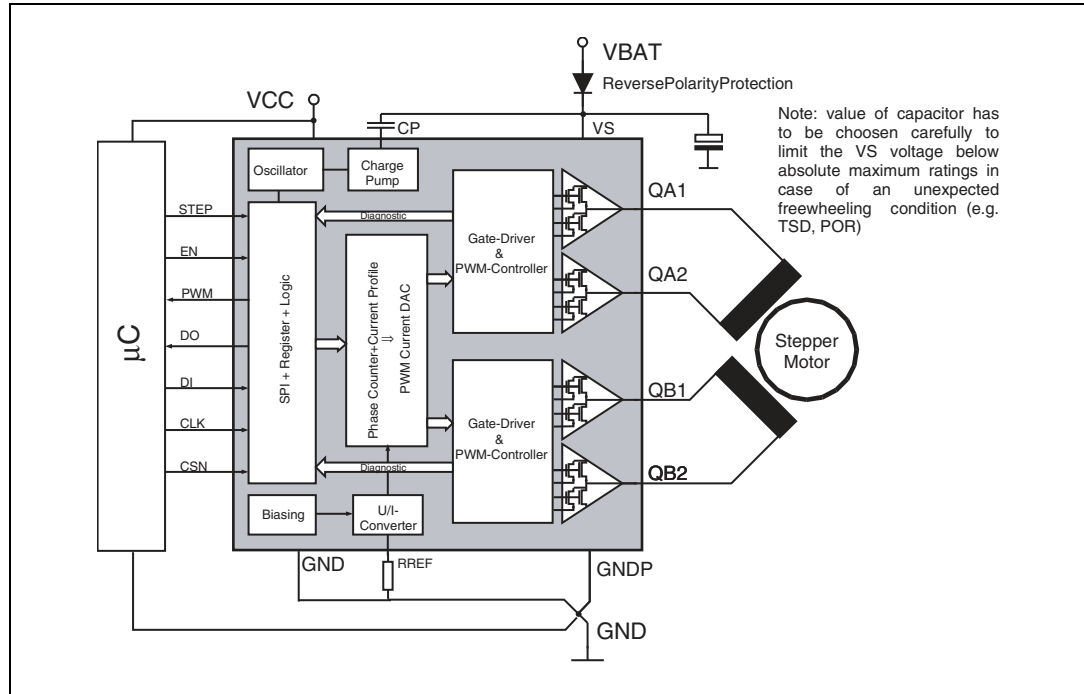 VBAT
ReversePolarityProtection
VCC
CP
VS
Note: value of capacitor has
to be choosen carefully to
limit the VS voltage below
absolute maximum ratings in
case of an unexpected
freewheeling condition (e.g.
TSD, POR)
Oscillator
Charge
Pump
QA1
STEP
Diagnostic
EN
Gate-Driver
&
PWM-Controller
QA2
PWM
µC
DO
SPI + Register + Logic
Phase Counter+Current Profile
⇒
PWM Current DAC
Stepper
Motor
DI
QB1
CLK
Gate-Driver
&
PWM-Controller
CSN
Diagnostic
QB2
Biasing
U/I-
Converter
GND
RREF
GNDP
GND